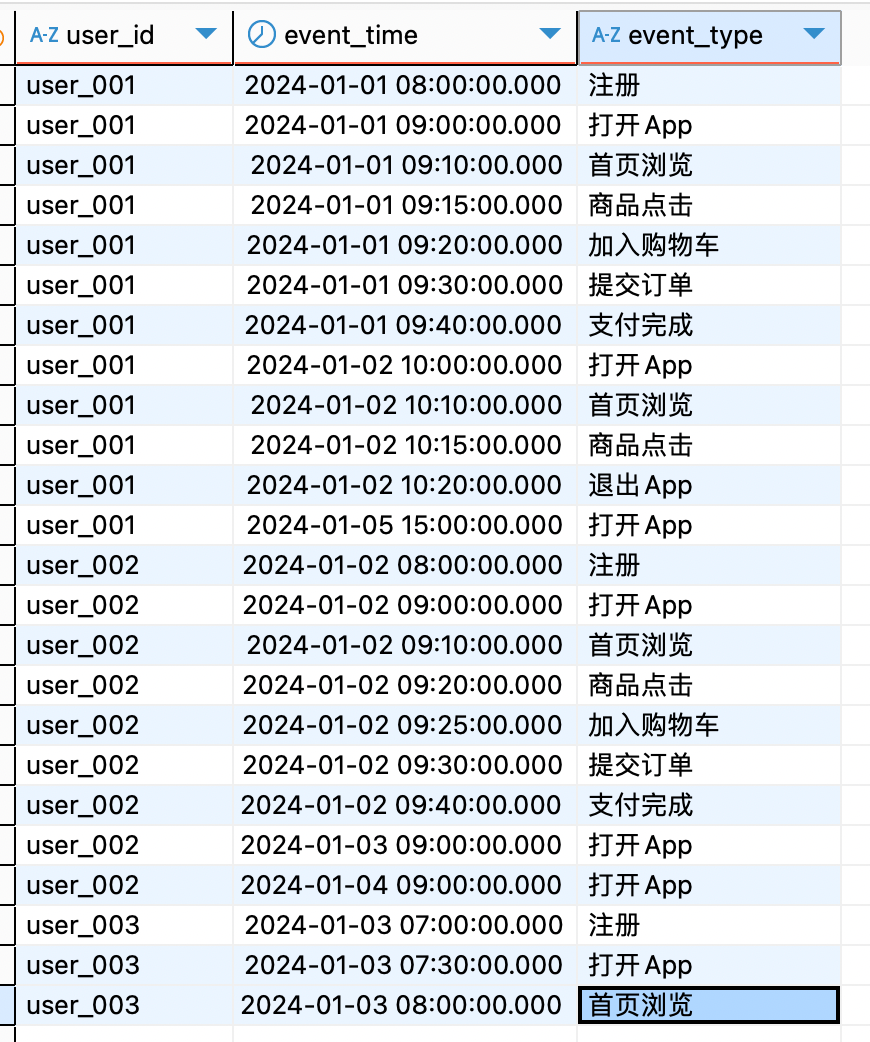 A-Z user_id event_time A-Z event_type
user_001 2024-01-01 08:00:00.000 注册
user_001 2024-01-01 09:00:00.000 打开App
user_001 2024-01-01 09:10:00.000 首页浏览
user_001 2024-01-01 09:15:00.000 商品点击
user_001 2024-01-01 09:20:00.000 加入购物车
user_001 2024-01-01 09:30:00.000 提交订单
user_001 2024-01-01 09:40:00.000 支付完成
user_001 2024-01-02 10:00:00.000 打开App
user_001 2024-01-02 10:10:00.000 首页浏览
user_001 2024-01-02 10:15:00.000 商品点击
user_001 2024-01-02 10:20:00.000 退出App
user_001 2024-01-05 15:00:00.000 打开App
user_002 2024-01-02 08:00:00.000 注册
user_002 2024-01-02 09:00:00.000 打开App
user_002 2024-01-02 09:10:00.000 首页浏览
user_002 2024-01-02 09:20:00.000 商品点击
user_002 2024-01-02 09:25:00.000 加入购物车
user_002 2024-01-02 09:30:00.000 提交订单
user_002 2024-01-02 09:40:00.000 支付完成
user_002 2024-01-03 09:00:00.000 打开App
user_002 2024-01-04 09:00:00.000 打开App
user_003 2024-01-03 07:00:00.000 注册
user_003 2024-01-03 07:30:00.000 打开App
user_003 2024-01-03 08:00:00.000 首页浏览